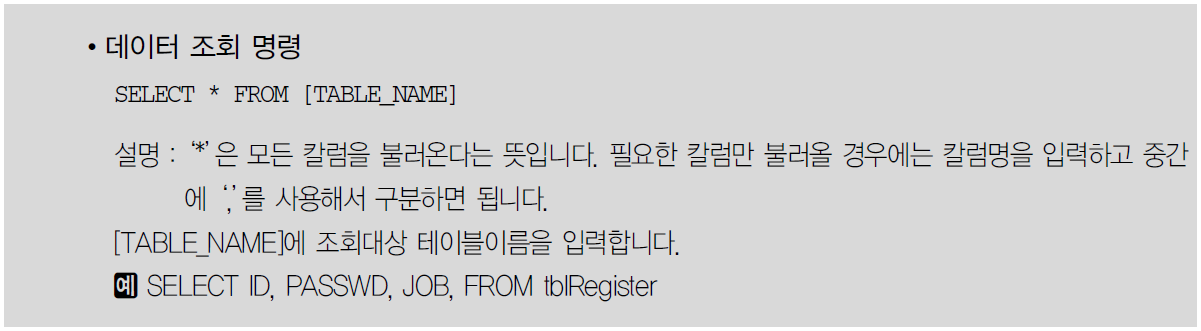 • 데이터 조회 명령
SELECT * FROM [TABLE_NAME]
설명 : ‘*’은 모든 칼럼을 불러온다는 뜻입니다. 필요한 칼럼만 불러올 경우에는 칼럼명을 입력하고 중간
에 ‘,’를 사용해서 구분하면 됩니다.
[TABLE_NAME]에 조회대상 테이블이름을 입력합니다.
예 SELECT ID, PASSWD, JOB, FROM tblRegister